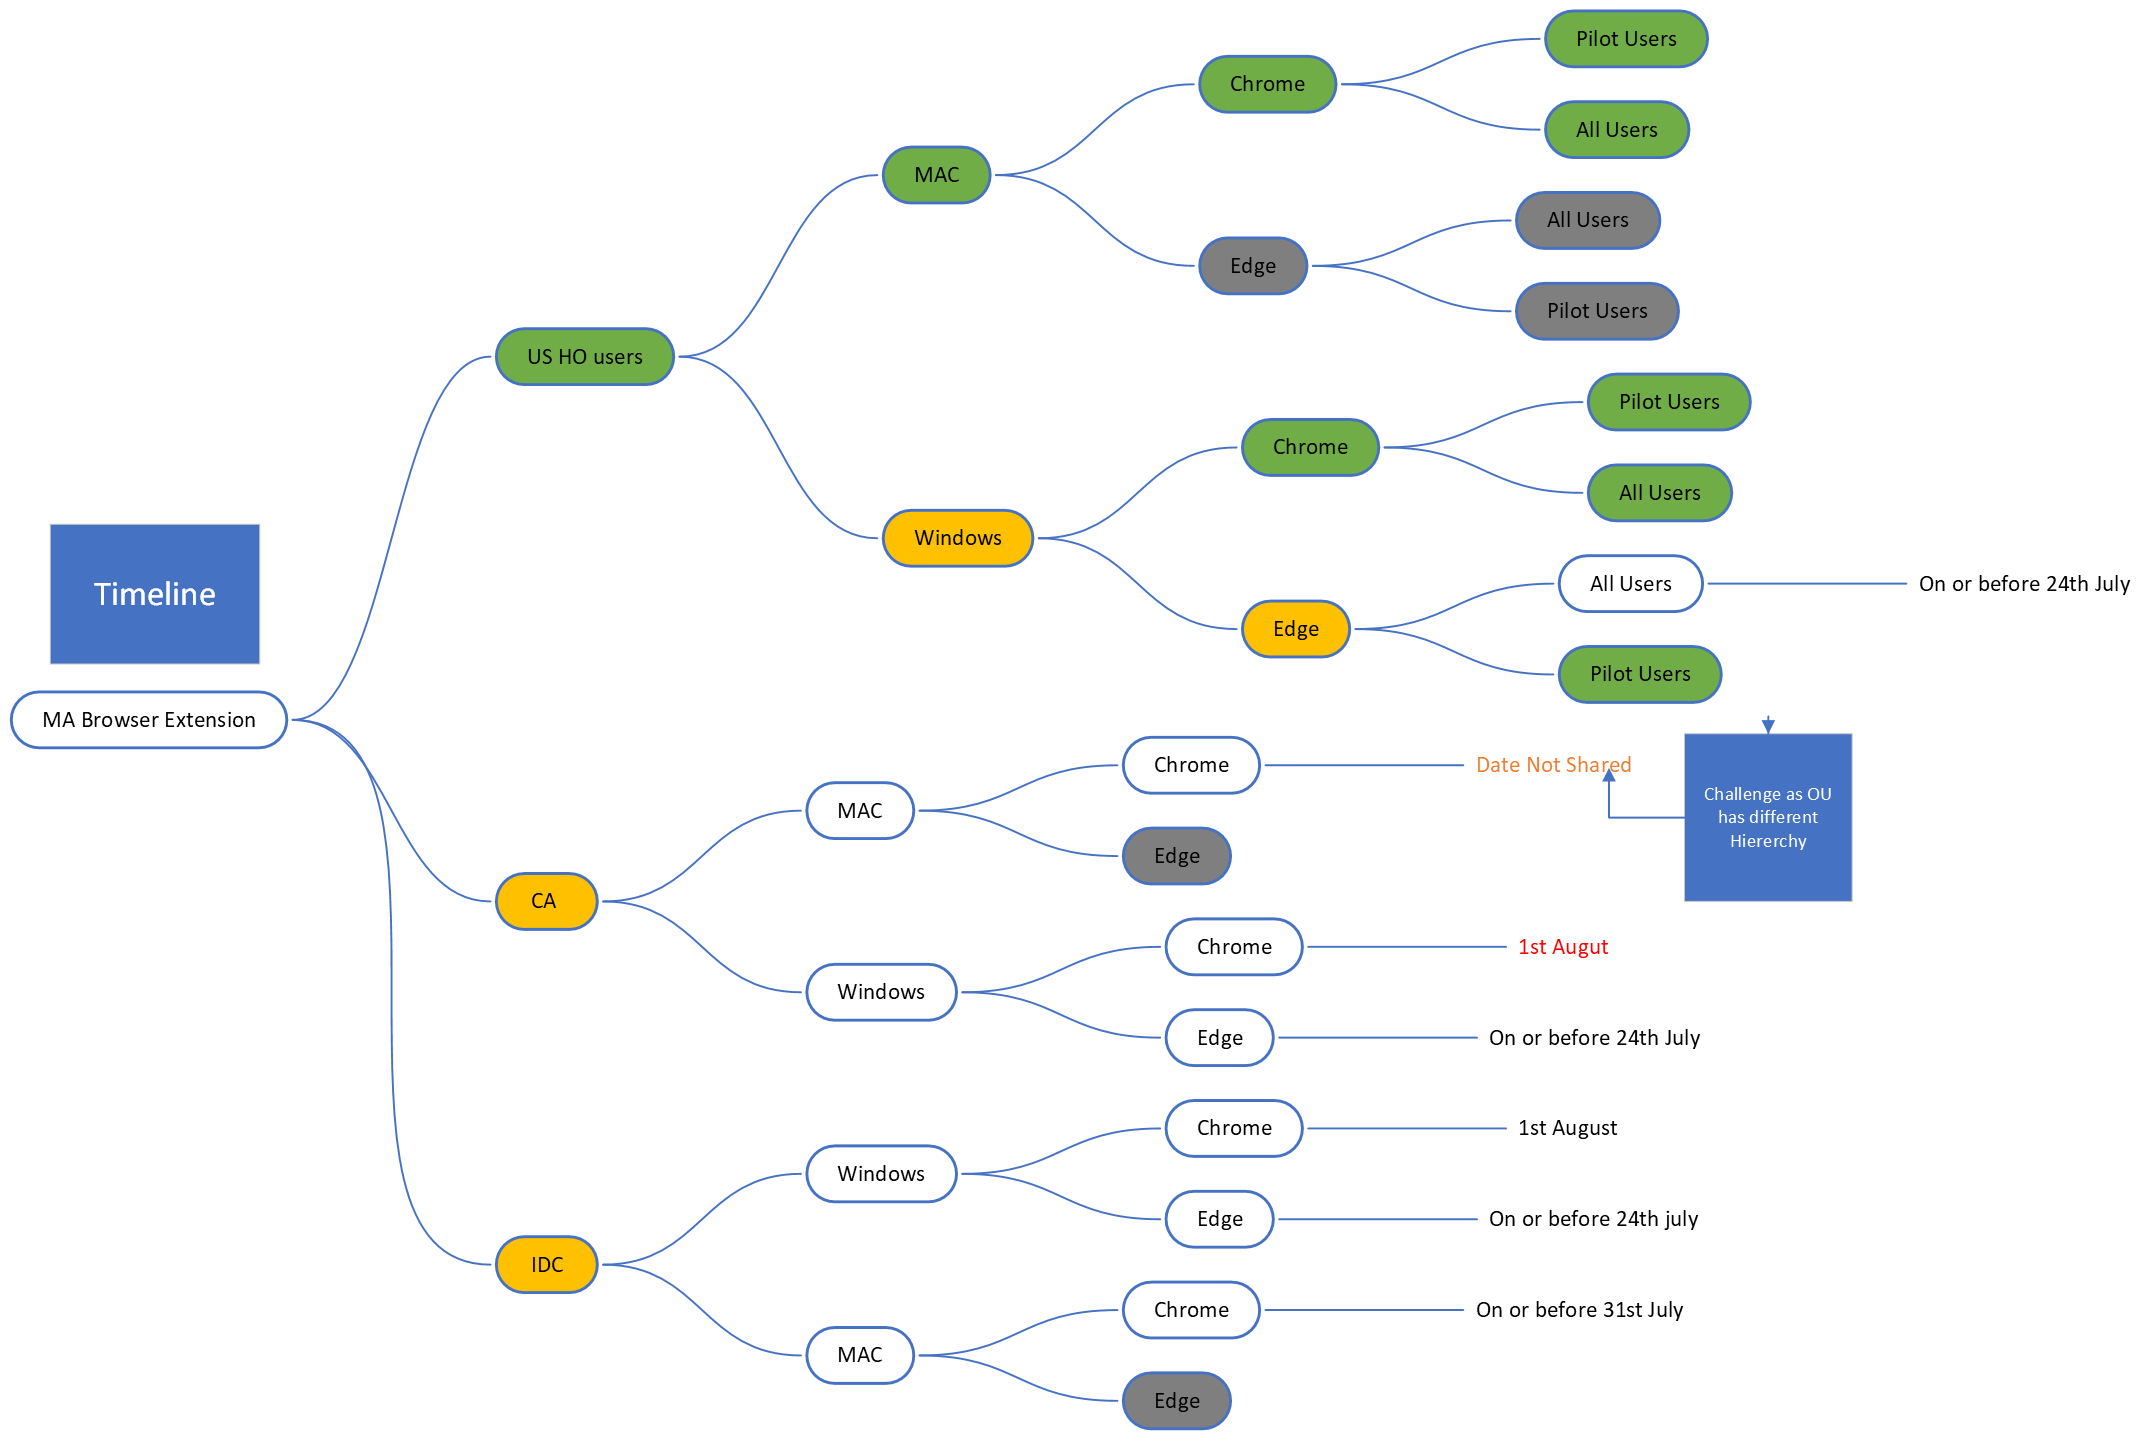 Timeline
MA Browser Extension
US HO users
MAC
Chrome
Pilot Users
All Users
Edge
All Users
Pilot Users
Windows
Chrome
Pilot Users
All Users
Edge
All Users
On or before 24th July
Pilot Users
CA
MAC
Chrome
Date Not Shared
Challenge as OU
has different
Hiererchy
Edge
Windows
Chrome
1st Augut
Edge
On or before 24th July
IDC
Windows
Chrome
1st August
Edge
On or before 24th july
MAC
Chrome
On or before 31st July
Edge